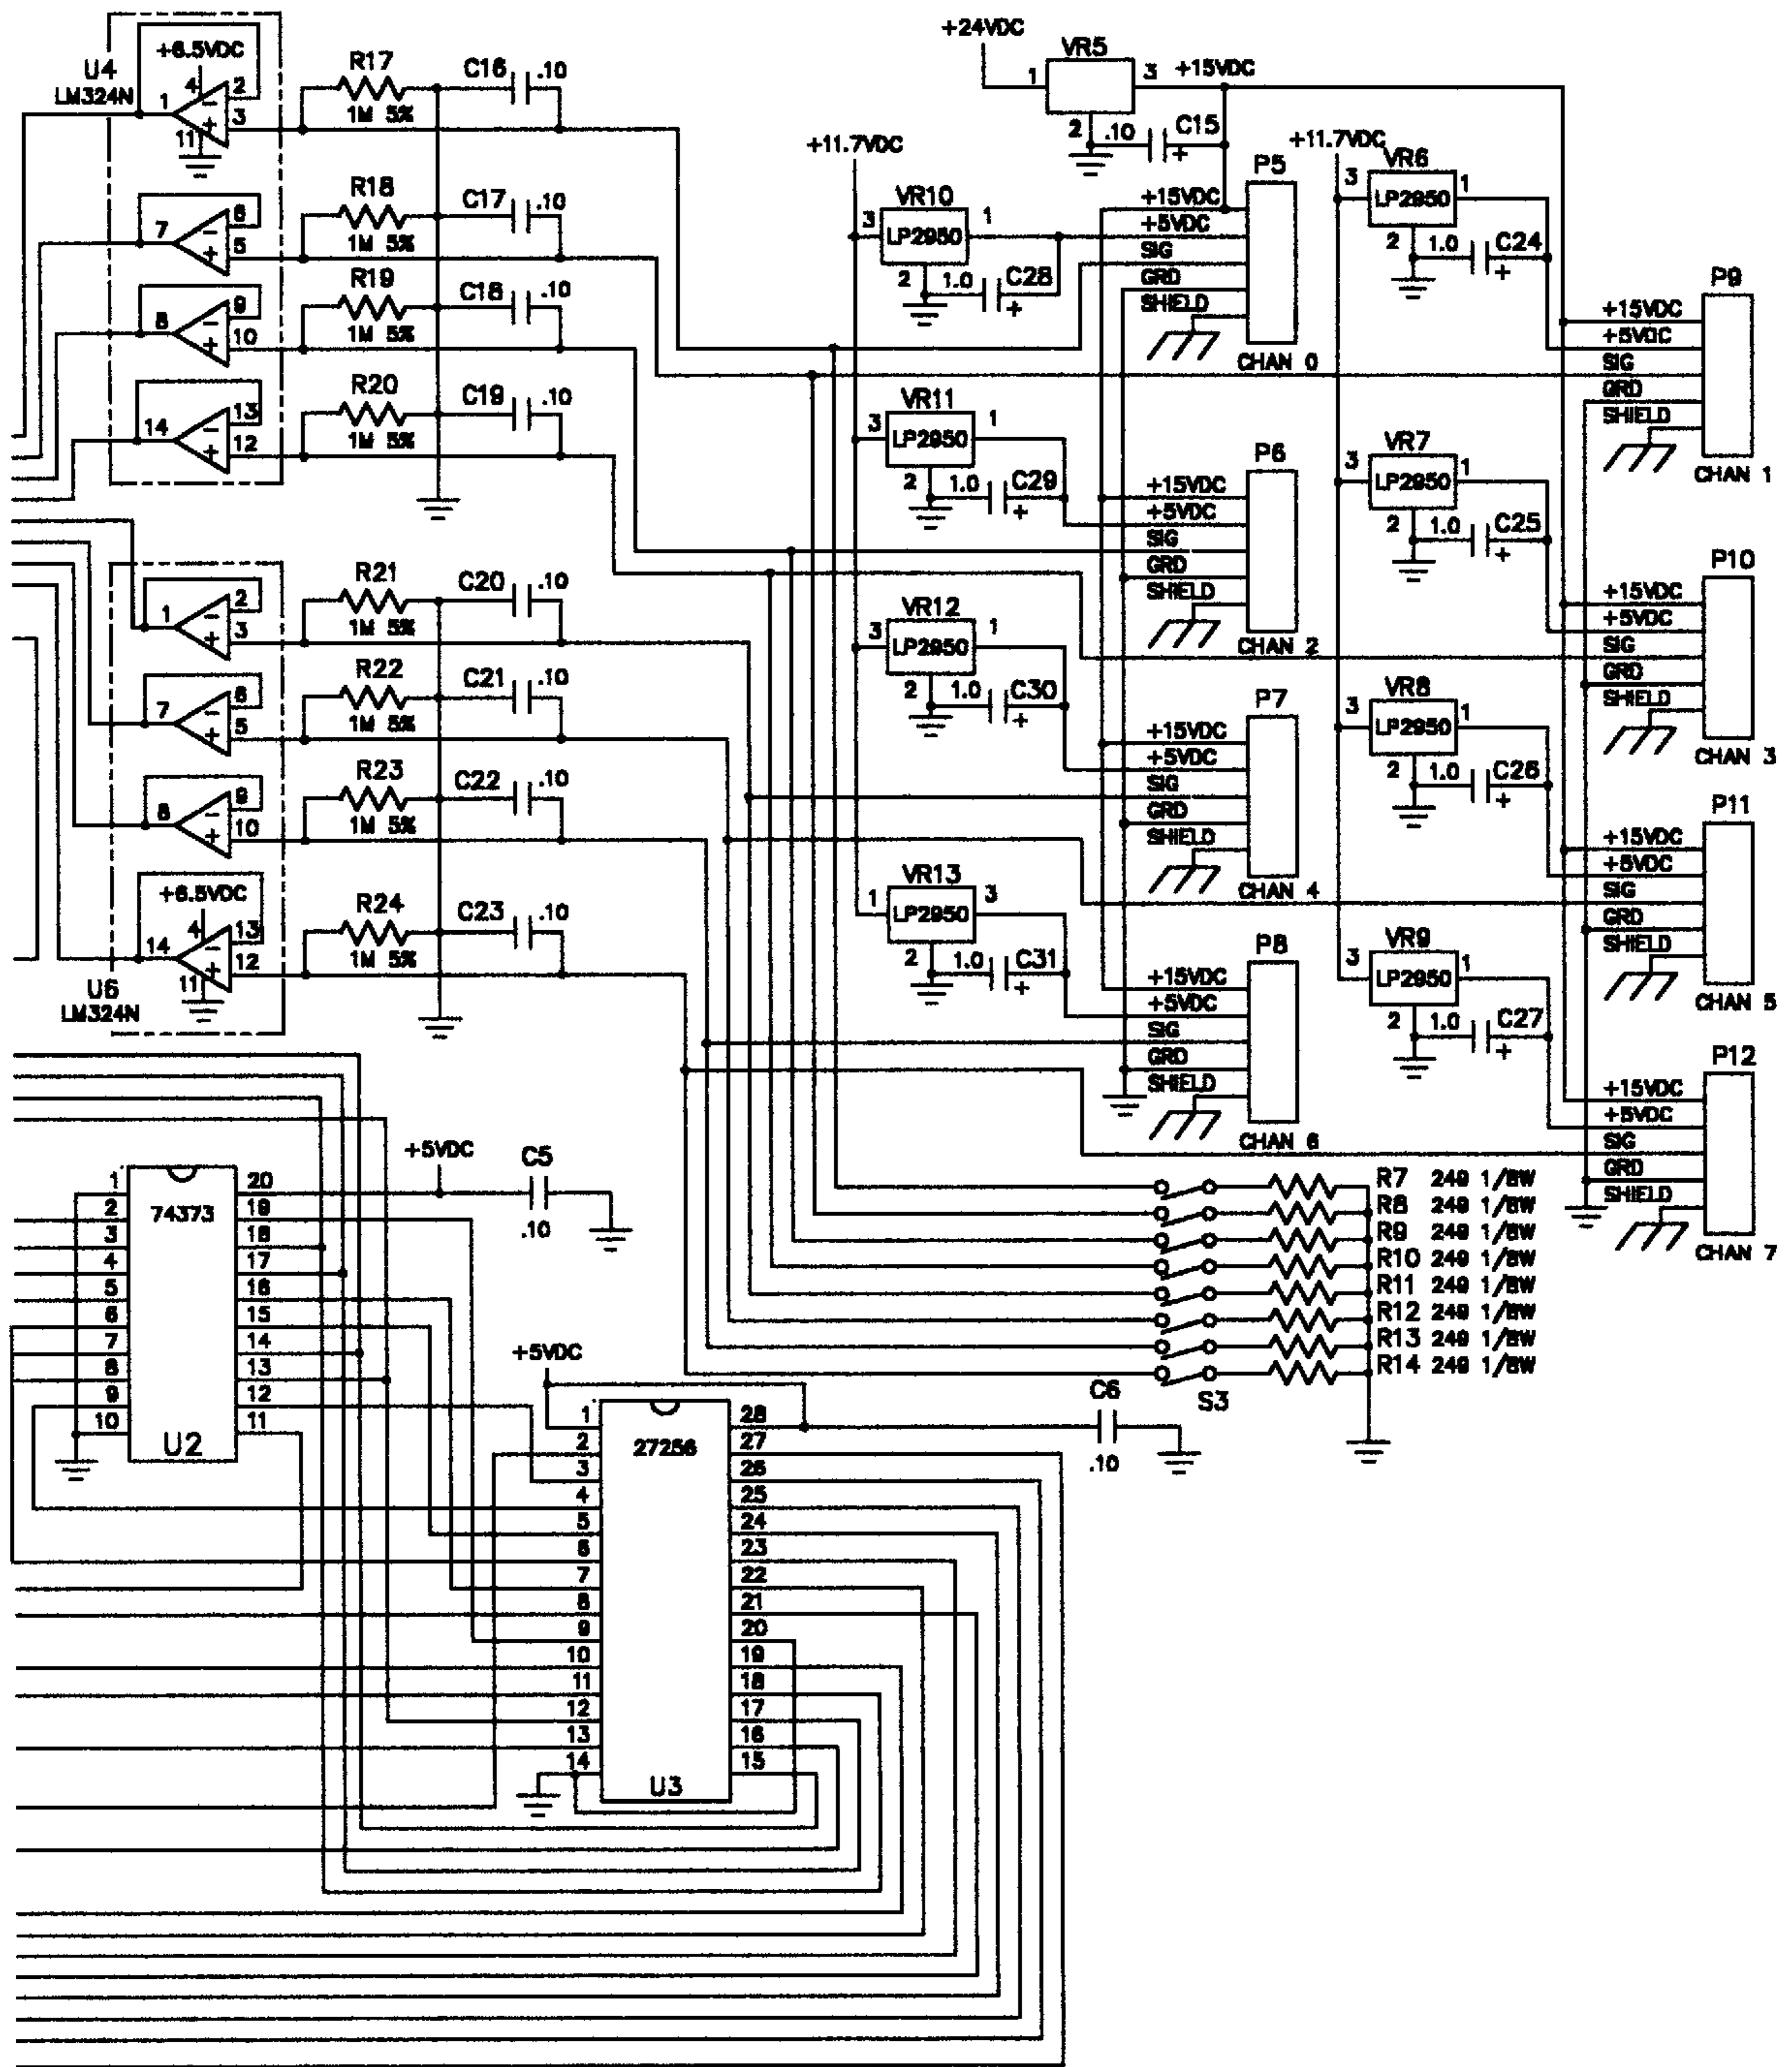 U4
LM324N
+6.5VDC
4
2
1
3
11
7
6
5
8
9
10
14
13
12
R17
1M 5%
C16
.10
R18
1M 5%
C17
.10
R19
1M 5%
C18
.10
R20
1M 5%
C19
.10
U6
LM324N
1
2
3
7
6
5
8
9
10
+6.5VDC
4
13
14
12
11
R21
1M 5%
C20
.10
R22
1M 5%
C21
.10
R23
1M 5%
C22
.10
R24
1M 5%
C23
.10
+24VDC
VR5
1
3
+15VDC
2
.10
C15
+
+11.7VDC
VR10
3
LP2950
1
2
1.0
C28
+
VR11
3
LP2950
1
2
1.0
C29
+
VR12
3
LP2950
1
2
1.0
C30
+
VR13
1
LP2950
3
2
1.0
C31
+
P5
+15VDC
+5VDC
SIG
GRD
SHIELD
CHAN 0
P6
+15VDC
+5VDC
SIG
GRD
SHIELD
CHAN 2
P7
+15VDC
+5VDC
SIG
GRD
SHIELD
CHAN 4
P8
+15VDC
+5VDC
SIG
GRD
SHIELD
CHAN 6
+11.7VDC
VR6
3
LP2950
1
2
1.0
C24
+
VR7
3
LP2950
1
2
1.0
C25
+
VR8
3
LP2950
1
2
1.0
C26
+
VR9
3
LP2950
1
2
1.0
C27
+
P9
+15VDC
+5VDC
SIG
GRD
SHIELD
CHAN 1
P10
+15VDC
+5VDC
SIG
GRD
SHIELD
CHAN 3
P11
+15VDC
+5VDC
SIG
GRD
SHIELD
CHAN 5
P12
+15VDC
+5VDC
SIG
GRD
SHIELD
CHAN 7
R7 249 1/8W
R8 249 1/8W
R9 249 1/8W
R10 249 1/8W
R11 249 1/8W
R12 249 1/8W
R13 249 1/8W
R14 249 1/8W
S3
+5VDC
C5
.10
74373
U2
1
2
3
4
5
6
7
8
9
10
20
19
18
17
16
15
14
13
12
11
+5VDC
C6
.10
27256
U3
1
2
3
4
5
6
7
8
9
10
11
12
13
14
28
27
26
25
24
23
22
21
20
19
18
17
16
15